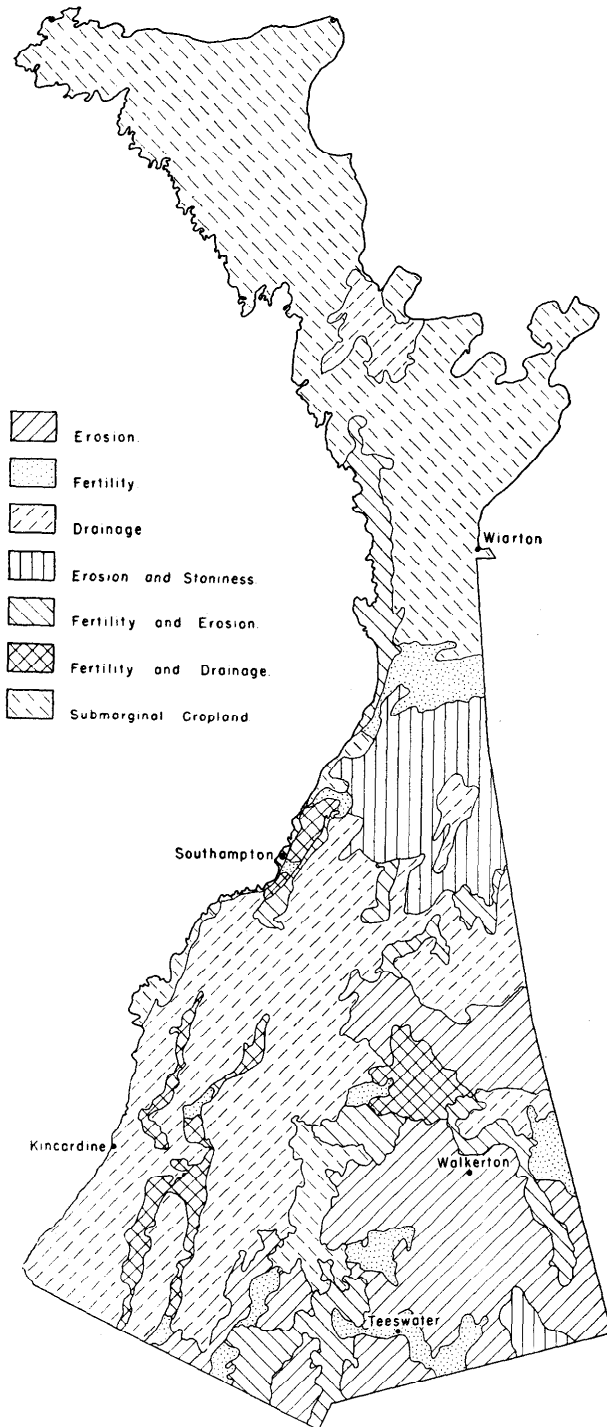 Erosion.
Fertility
Drainage
Erosion and Stoniness.
Fertility and Erosion.
Fertility and Drainage.
Submarginal Cropland
Wiarton
Southampton
Kincardine
Walkerton
Teeswater